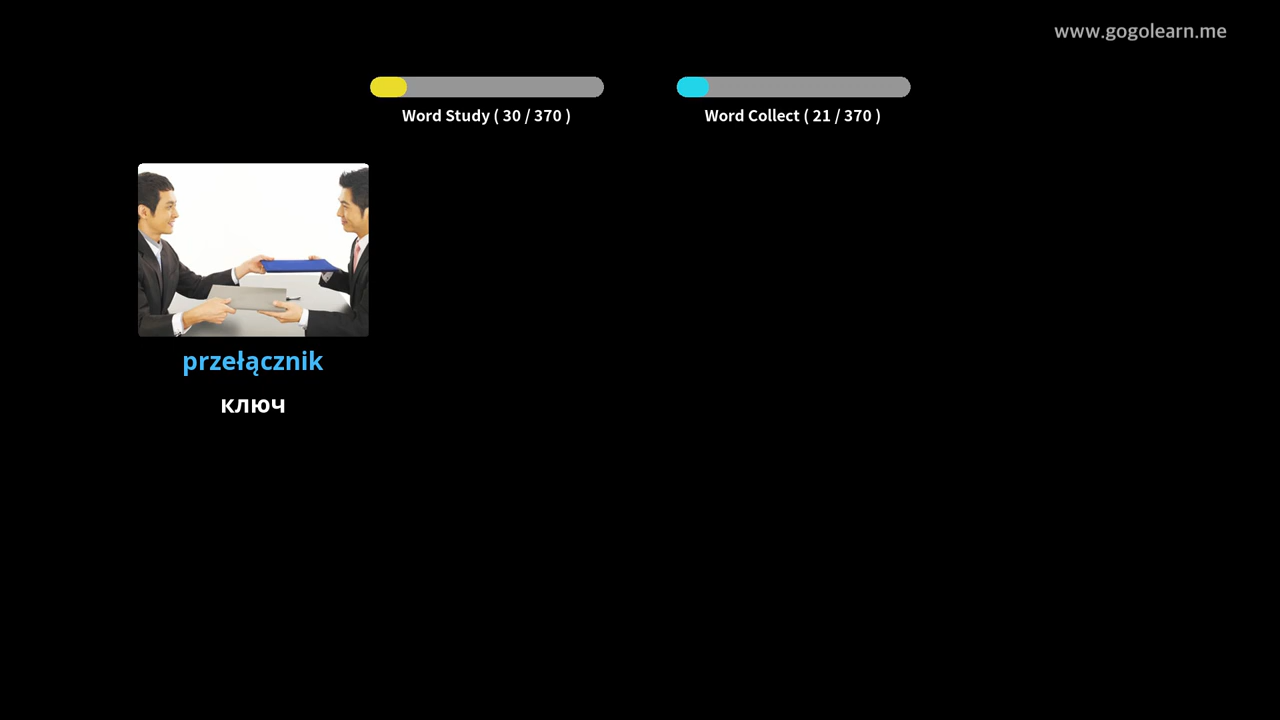 www.gogolearn.me
Word Study ( 30 / 370 )
Word Collect ( 21 / 370 )
przełącznik
ключ